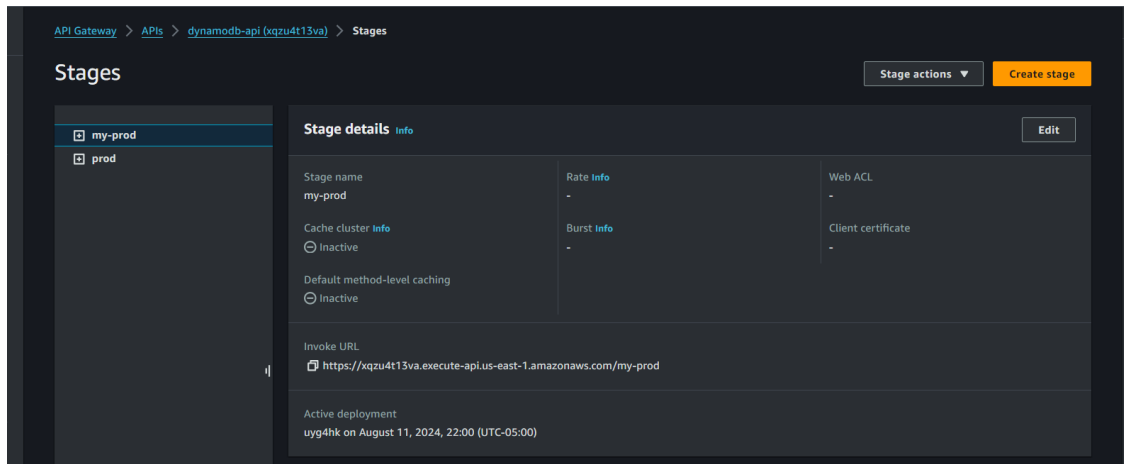 API Gateway > APIs > dynamodb-api (xqzu4t13va) > Stages
Stages
Stage actions ▼
Create stage
my-prod
prod
Stage details Info
Edit
Stage name
my-prod
Rate Info
-
Web ACL
-
Cache cluster Info
Inactive
Burst Info
-
Client certificate
-
Default method-level caching
Inactive
Invoke URL
https://xqzu4t13va.execute-api.us-east-1.amazonaws.com/my-prod
Active deployment
uyg4hk on August 11, 2024, 22:00 (UTC-05:00)